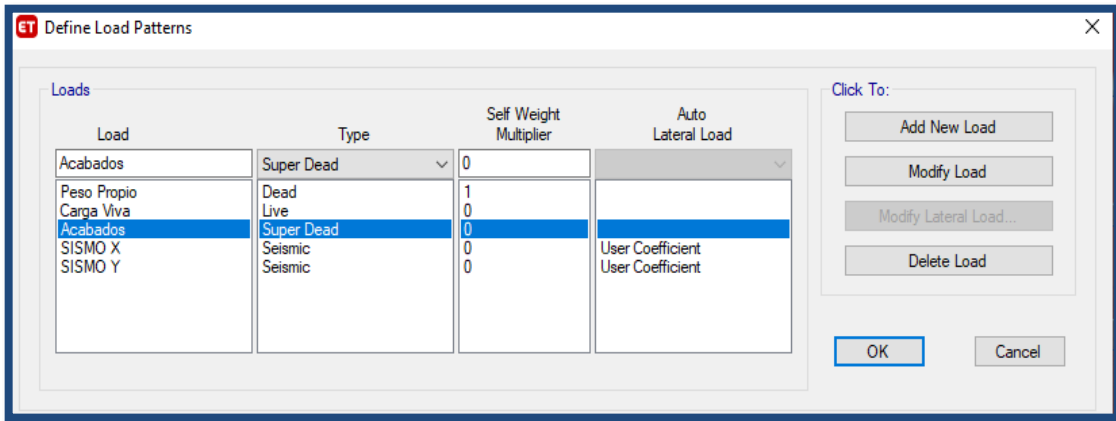 ET Define Load Patterns
Loads
Click To:
Load Type Self Weight Multiplier Auto Lateral Load
Acabados Super Dead 0
Peso Propio Dead 1
Carga Viva Live 0
Acabados Super Dead 0
SISMO X Seismic 0 User Coefficient
SISMO Y Seismic 0 User Coefficient
Add New Load
Modify Load
Modify Lateral Load...
Delete Load
OK Cancel